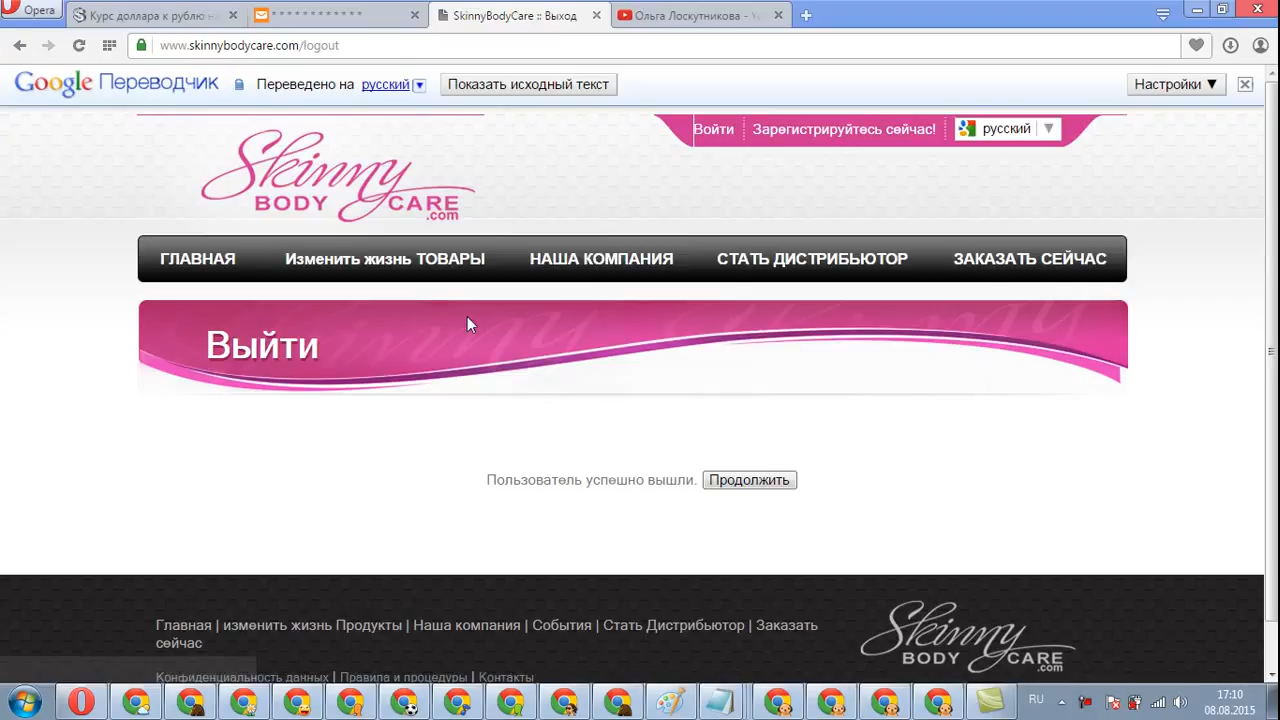 Opera
Курс доллара к рублю на
* * * * * * * * * * * *
SkinnyBodyCare :: Выход
Ольга Лоскутникова - Yo
www.skinnybodycare.com/logout
Google Переводчик
Переведено на русский
Показать исходный текст
Настройки ▼
Войти
Зарегистрируйтесь сейчас!
русский ▼
Skinny
BODY CARE
.com
ГЛАВНАЯ
Изменить жизнь ТОВАРЫ
НАША КОМПАНИЯ
СТАТЬ ДИСТРИБЬЮТОР
ЗАКАЗАТЬ СЕЙЧАС
Выйти
Пользователь успешно вышли. Продолжить
Главная | изменить жизнь Продукты | Наша компания | События | Стать Дистрибьютор | Заказать
сейчас
Skinny
BODY CARE
.com
Конфиденциальность данных | Правила и процедуры | Контакты
RU
17:10
08.08.2015